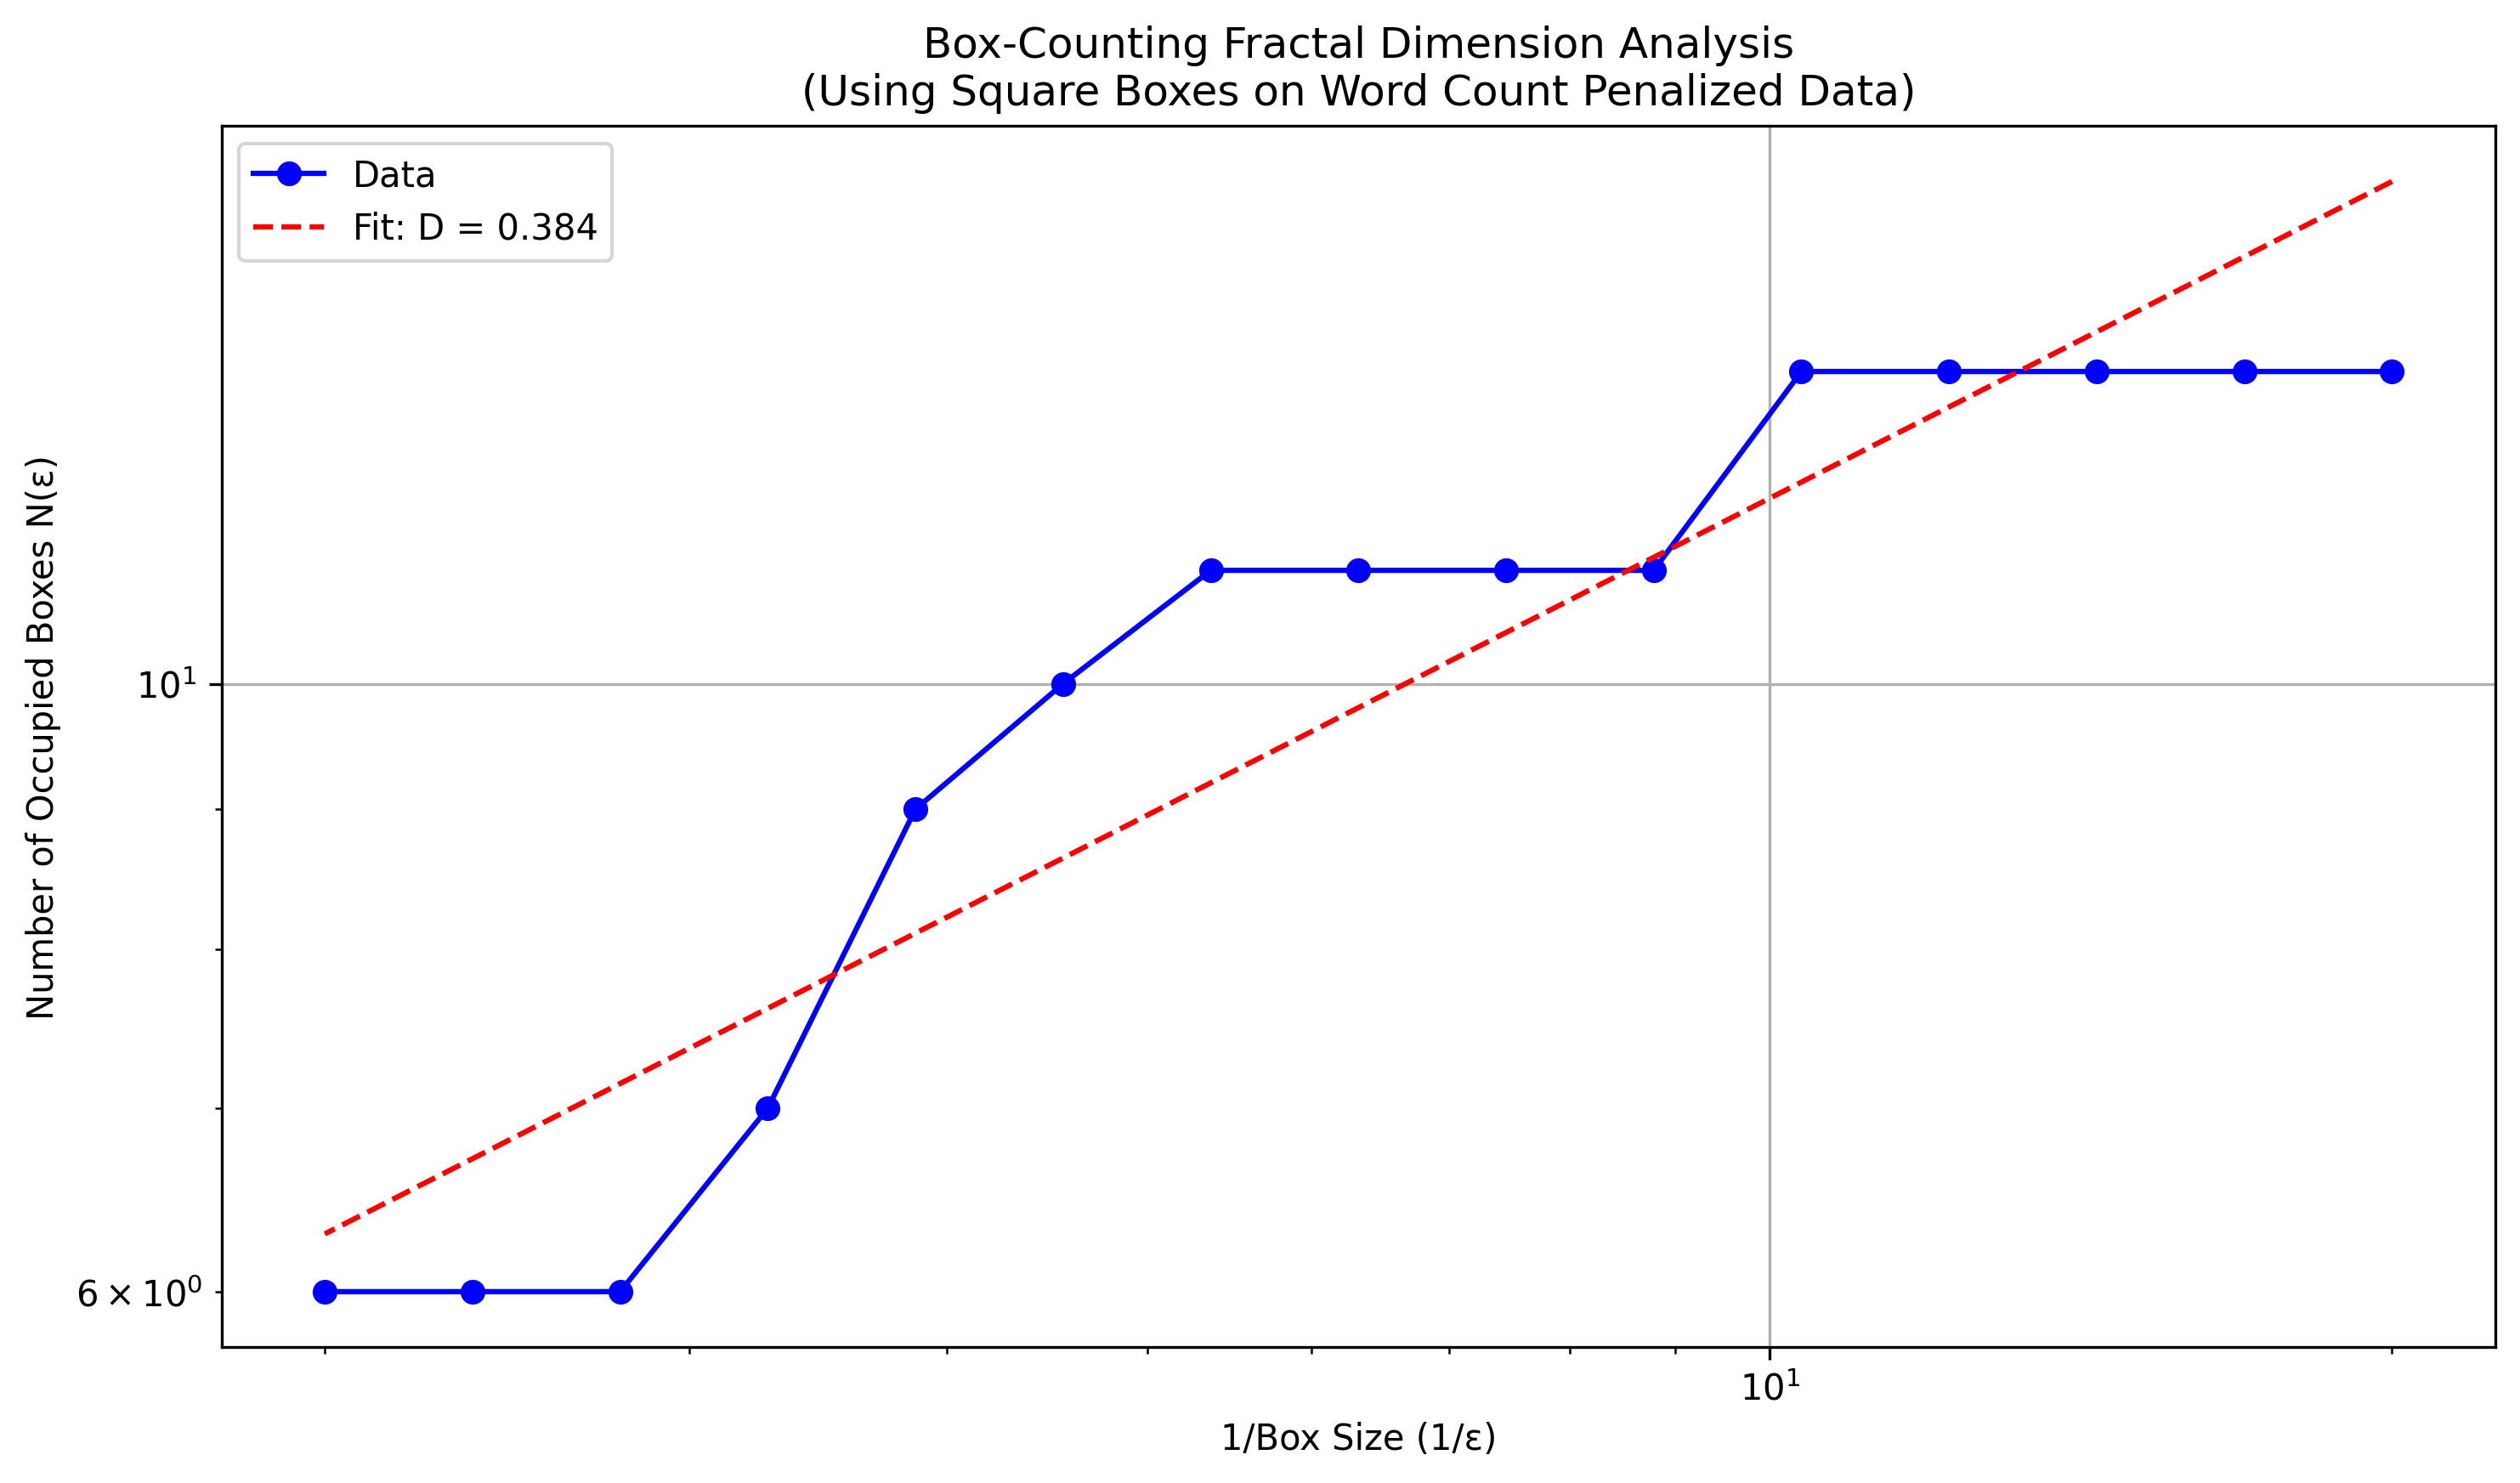 Box-Counting Fractal Dimension Analysis
(Using Square Boxes on Word Count Penalized Data)
Data
Fit: D = 0.384
Number of Occupied Boxes N(ε)
10¹
6 × 10⁰
10¹
1/Box Size (1/ε)